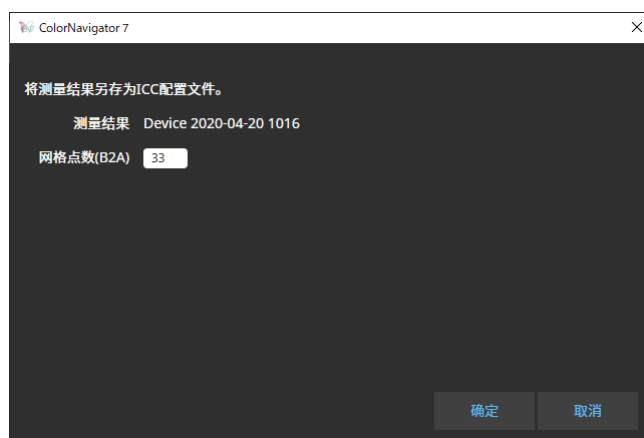 ColorNavigator 7
将测量结果另存为ICC配置文件。
测量结果 Device 2020-04-20 1016
网格点数(B2A) 33
确定 取消